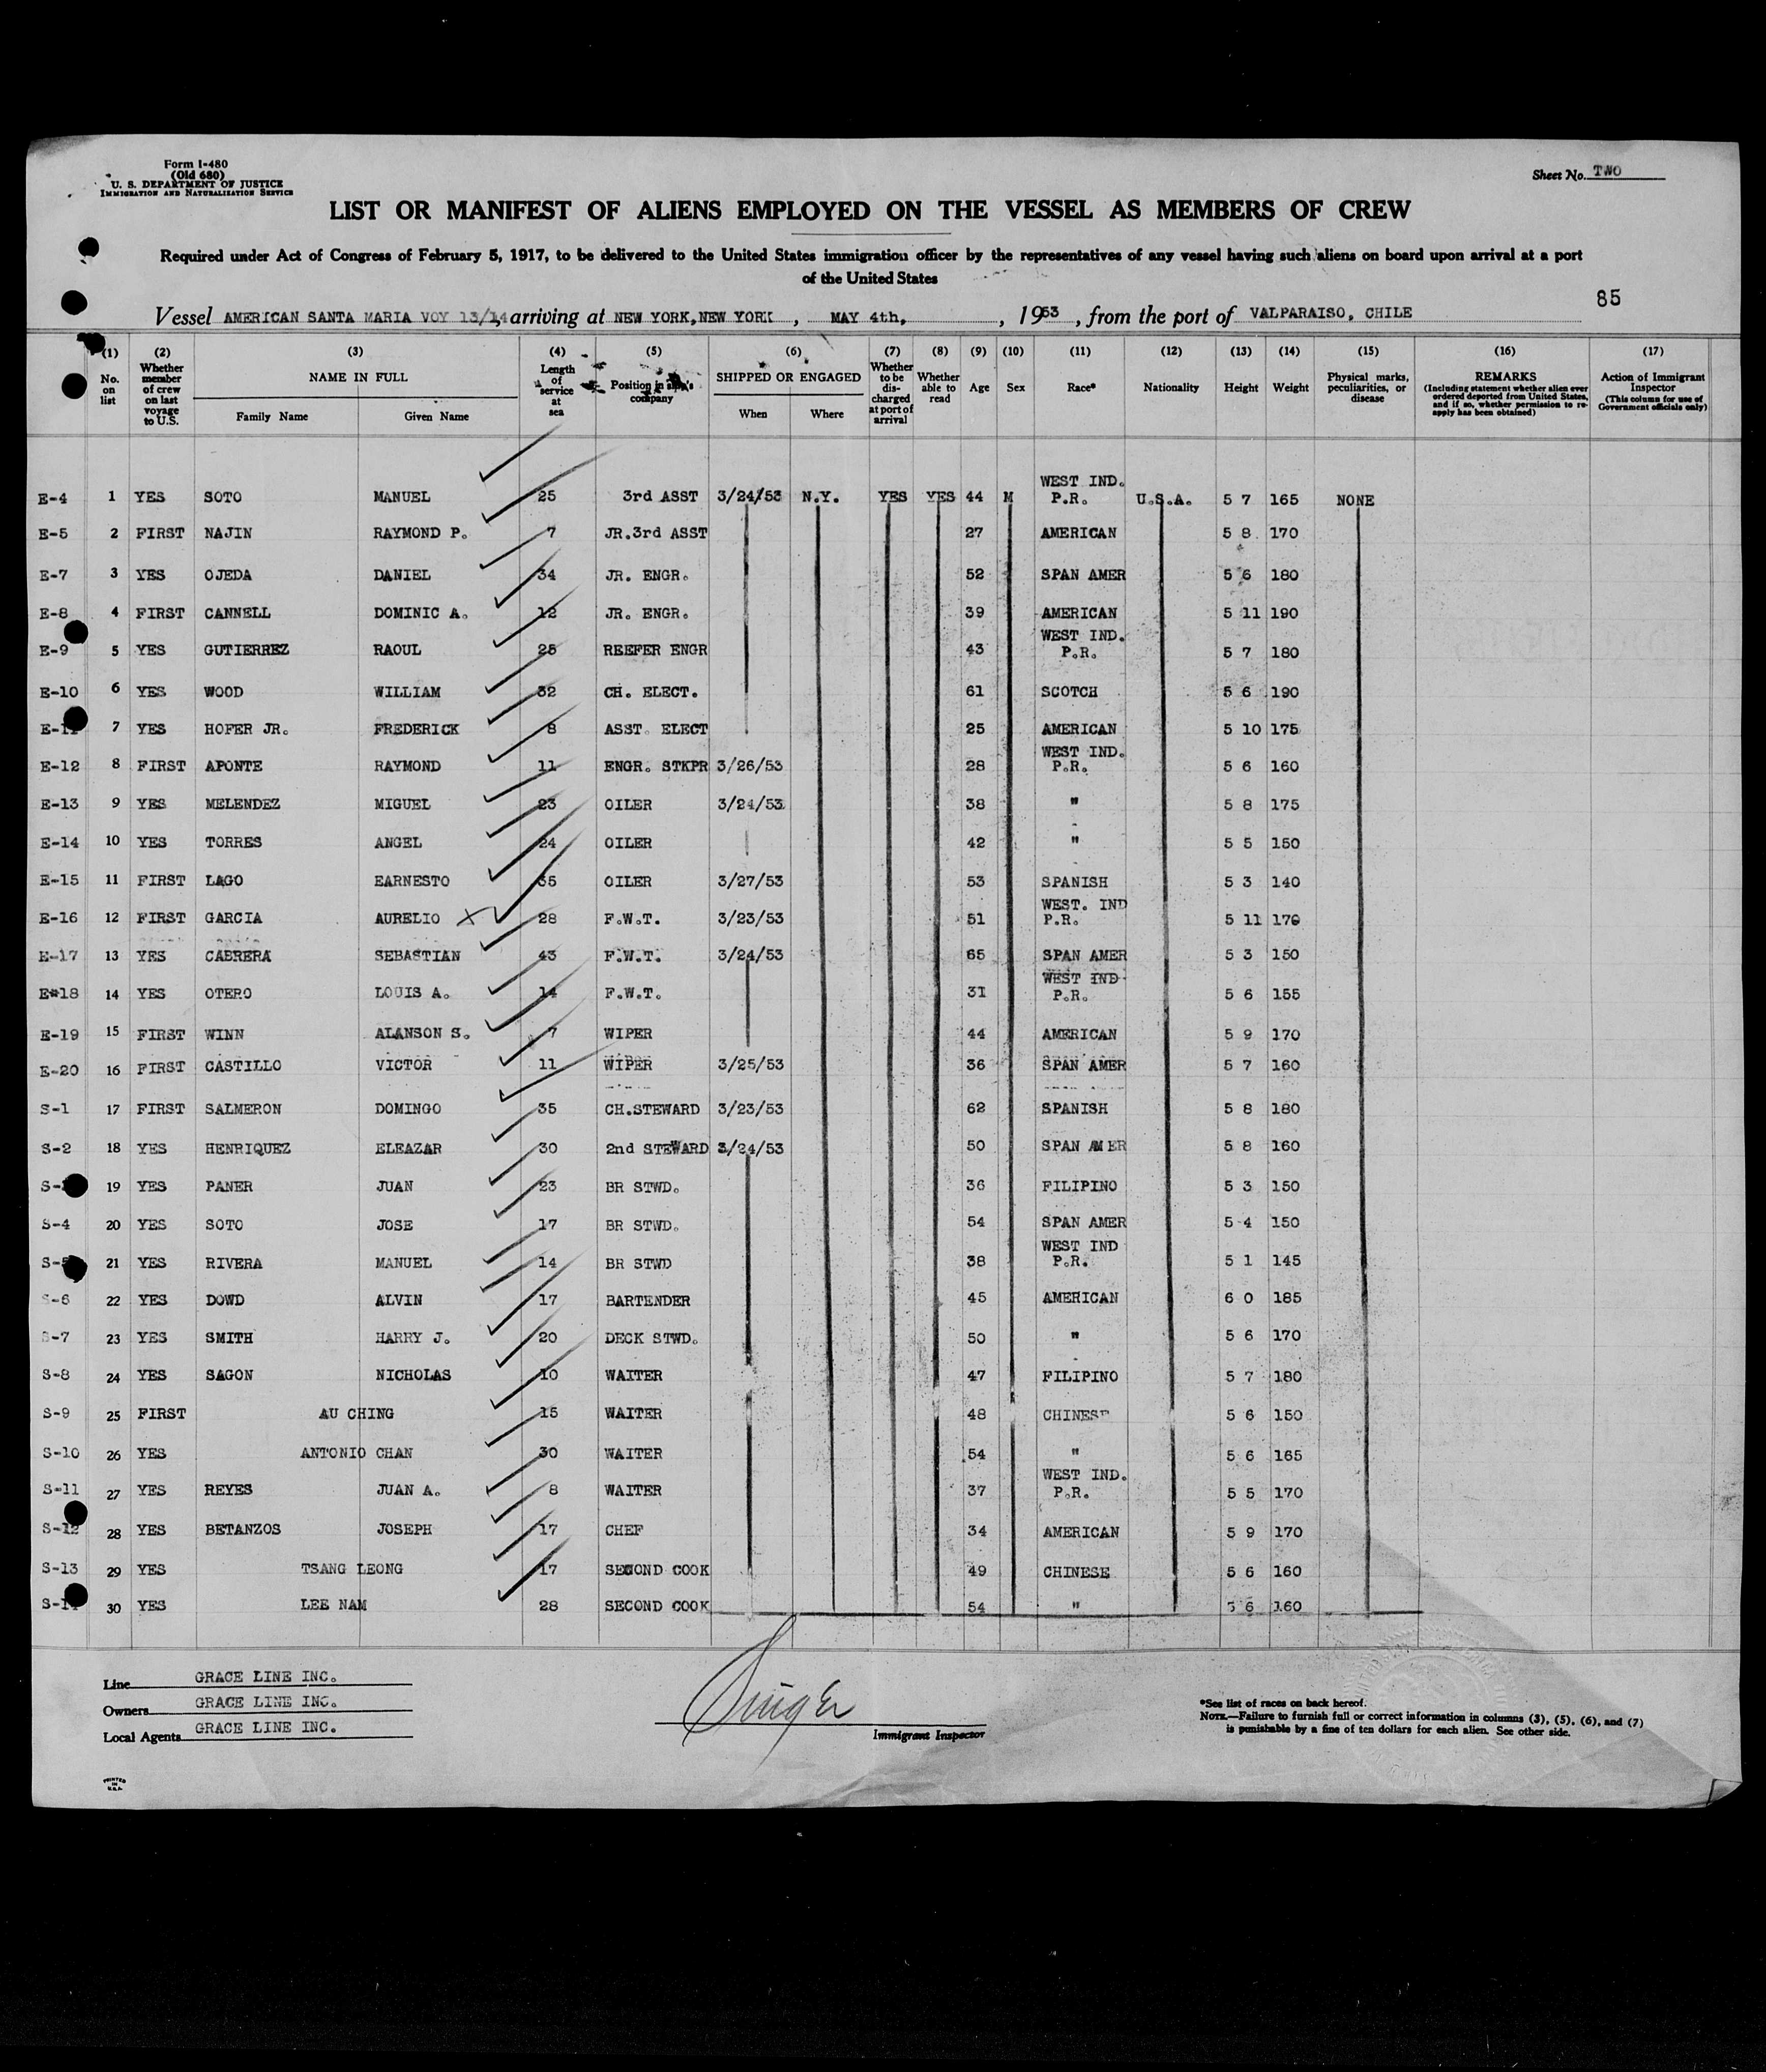 Form I-480
(Old 680)
U. S. DEPARTMENT OF JUSTICE
IMMIGRATION AND NATURALIZATION SERVICE
Sheet No. TWO
LIST OR MANIFEST OF ALIENS EMPLOYED ON THE VESSEL AS MEMBERS OF CREW
Required under Act of Congress of February 5, 1917, to be delivered to the United States immigration officer by the representatives of any vessel having such aliens on board upon arrival at a port
of the United States
85
Vessel AMERICAN SANTA MARIA VOY 13/14, arriving at NEW YORK, NEW YORK, MAY 4th, , 1953, from the port of VALPARAISO, CHILE
(1) (2) (3) (4) (5) (6) (7) (8) (9) (10) (11) (12) (13) (14) (15) (16) (17)
No. on list
Whether member of crew on last voyage to U.S.
NAME IN FULL
Family Name Given Name
Length of service at sea
Position in ship's company
SHIPPED OR ENGAGED
When Where
Whether to be discharged at port of arrival
Whether able to read
Age
Sex
Race*
Nationality
Height
Weight
Physical marks, peculiarities, or disease
REMARKS
(Including statement whether alien ever ordered deported from United States, and if so, whether permission to reapply has been obtained)
Action of Immigrant Inspector
(This column for use of Government officials only)
E-4 1 YES SOTO MANUEL 25 3rd ASST 3/24/53 N.Y. YES YES 44 M WEST IND. P.R. U.S.A. 5 7 165 NONE
E-5 2 FIRST NAJIN RAYMOND P. 7 JR.3rd ASST 27 AMERICAN 5 8 170
E-7 3 YES OJEDA DANIEL 34 JR. ENGR. 52 SPAN AMER 5 6 180
E-8 4 FIRST CANNELL DOMINIC A. 12 JR. ENGR. 39 AMERICAN 5 11 190
E-9 5 YES GUTIERREZ RAOUL 25 REEFER ENGR 43 WEST IND. P.R. 5 7 180
E-10 6 YES WOOD WILLIAM 32 CH. ELECT. 61 SCOTCH 5 6 190
E-11 7 YES HOFER JR. FREDERICK 8 ASST. ELECT 25 AMERICAN 5 10 175
E-12 8 FIRST APONTE RAYMOND 11 ENGR. STKPR 3/26/53 28 WEST IND. P.R. 5 6 160
E-13 9 YES MELENDEZ MIGUEL 23 OILER 3/24/53 38 " 5 8 175
E-14 10 YES TORRES ANGEL 24 OILER 42 " 5 5 150
E-15 11 FIRST LAGO EARNESTO 35 OILER 3/27/53 53 SPANISH 5 3 140
E-16 12 FIRST GARCIA AURELIO X 28 F.W.T. 3/23/53 51 WEST. IND P.R. 5 11 170
E-17 13 YES CABRERA SEBASTIAN 43 F.W.T. 3/24/53 65 SPAN AMER 5 3 150
E*18 14 YES OTERO LOUIS A. 14 F.W.T. 31 WEST IND P.R. 5 6 155
E-19 15 FIRST WINN ALANSON S. 7 WIPER 44 AMERICAN 5 9 170
E-20 16 FIRST CASTILLO VICTOR 11 WIPER 3/25/53 36 SPAN AMER 5 7 160
S-1 17 FIRST SALMERON DOMINGO 35 CH.STEWARD 3/23/53 62 SPANISH 5 8 180
S-2 18 YES HENRIQUEZ ELEAZAR 30 2nd STEWARD 3/24/53 50 SPAN AMER 5 8 160
19 YES PANER JUAN 23 BR STWD. 36 FILIPINO 5 3 150
S-4 20 YES SOTO JOSE 17 BR STWD. 54 SPAN AMER 5 4 150
S-5 21 YES RIVERA MANUEL 14 BR STWD 38 WEST IND P.R. 5 1 145
S-6 22 YES DOWD ALVIN 17 BARTENDER 45 AMERICAN 6 0 185
S-7 23 YES SMITH HARRY J. 20 DECK STWD. 50 " 5 6 170
S-8 24 YES SAGON NICHOLAS 10 WAITER 47 FILIPINO 5 7 180
S-9 25 FIRST AU CHING 15 WAITER 48 CHINESE 5 6 150
S-10 26 YES ANTONIO CHAN 30 WAITER 54 " 5 6 165
S-11 27 YES REYES JUAN A. 8 WAITER 37 WEST IND. P.R. 5 5 170
S-12 28 YES BETANZOS JOSEPH 17 CHEF 34 AMERICAN 5 9 170
S-13 29 YES TSANG LEONG 17 SECOND COOK 49 CHINESE 5 6 160
S-14 30 YES LEE NAM 28 SECOND COOK 54 " 5 6 160
Line GRACE LINE INC.
Owners GRACE LINE INC.
Local Agents GRACE LINE INC.
Singer
Immigrant Inspector
*See list of races on back hereof.
NOTE.—Failure to furnish full or correct information in columns (3), (5), (6), and (7)
is punishable by a fine of ten dollars for each alien. See other side.
PRINTED
IN
U.S.A.